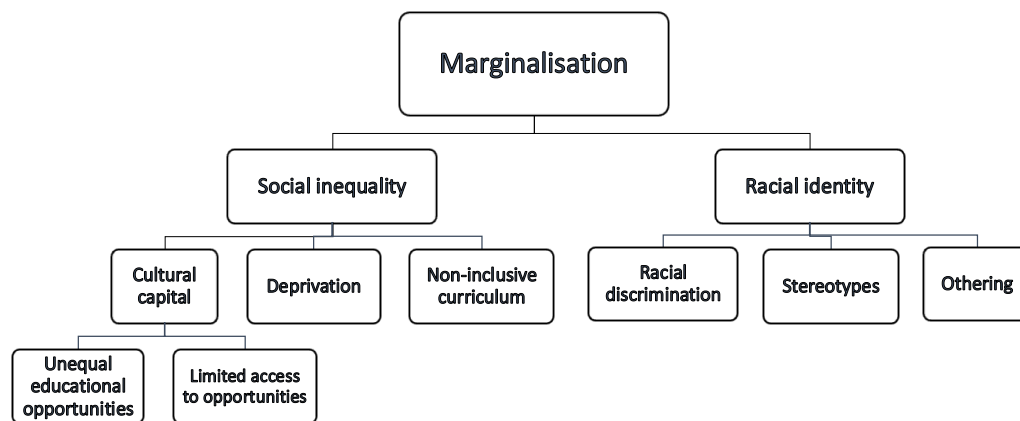 Marginalisation
Social inequality
Racial identity
Cultural
capital
Deprivation
Non-inclusive
curriculum
Racial
discrimination
Stereotypes
Othering
Unequal
educational
opportunities
Limited access
to opportunities